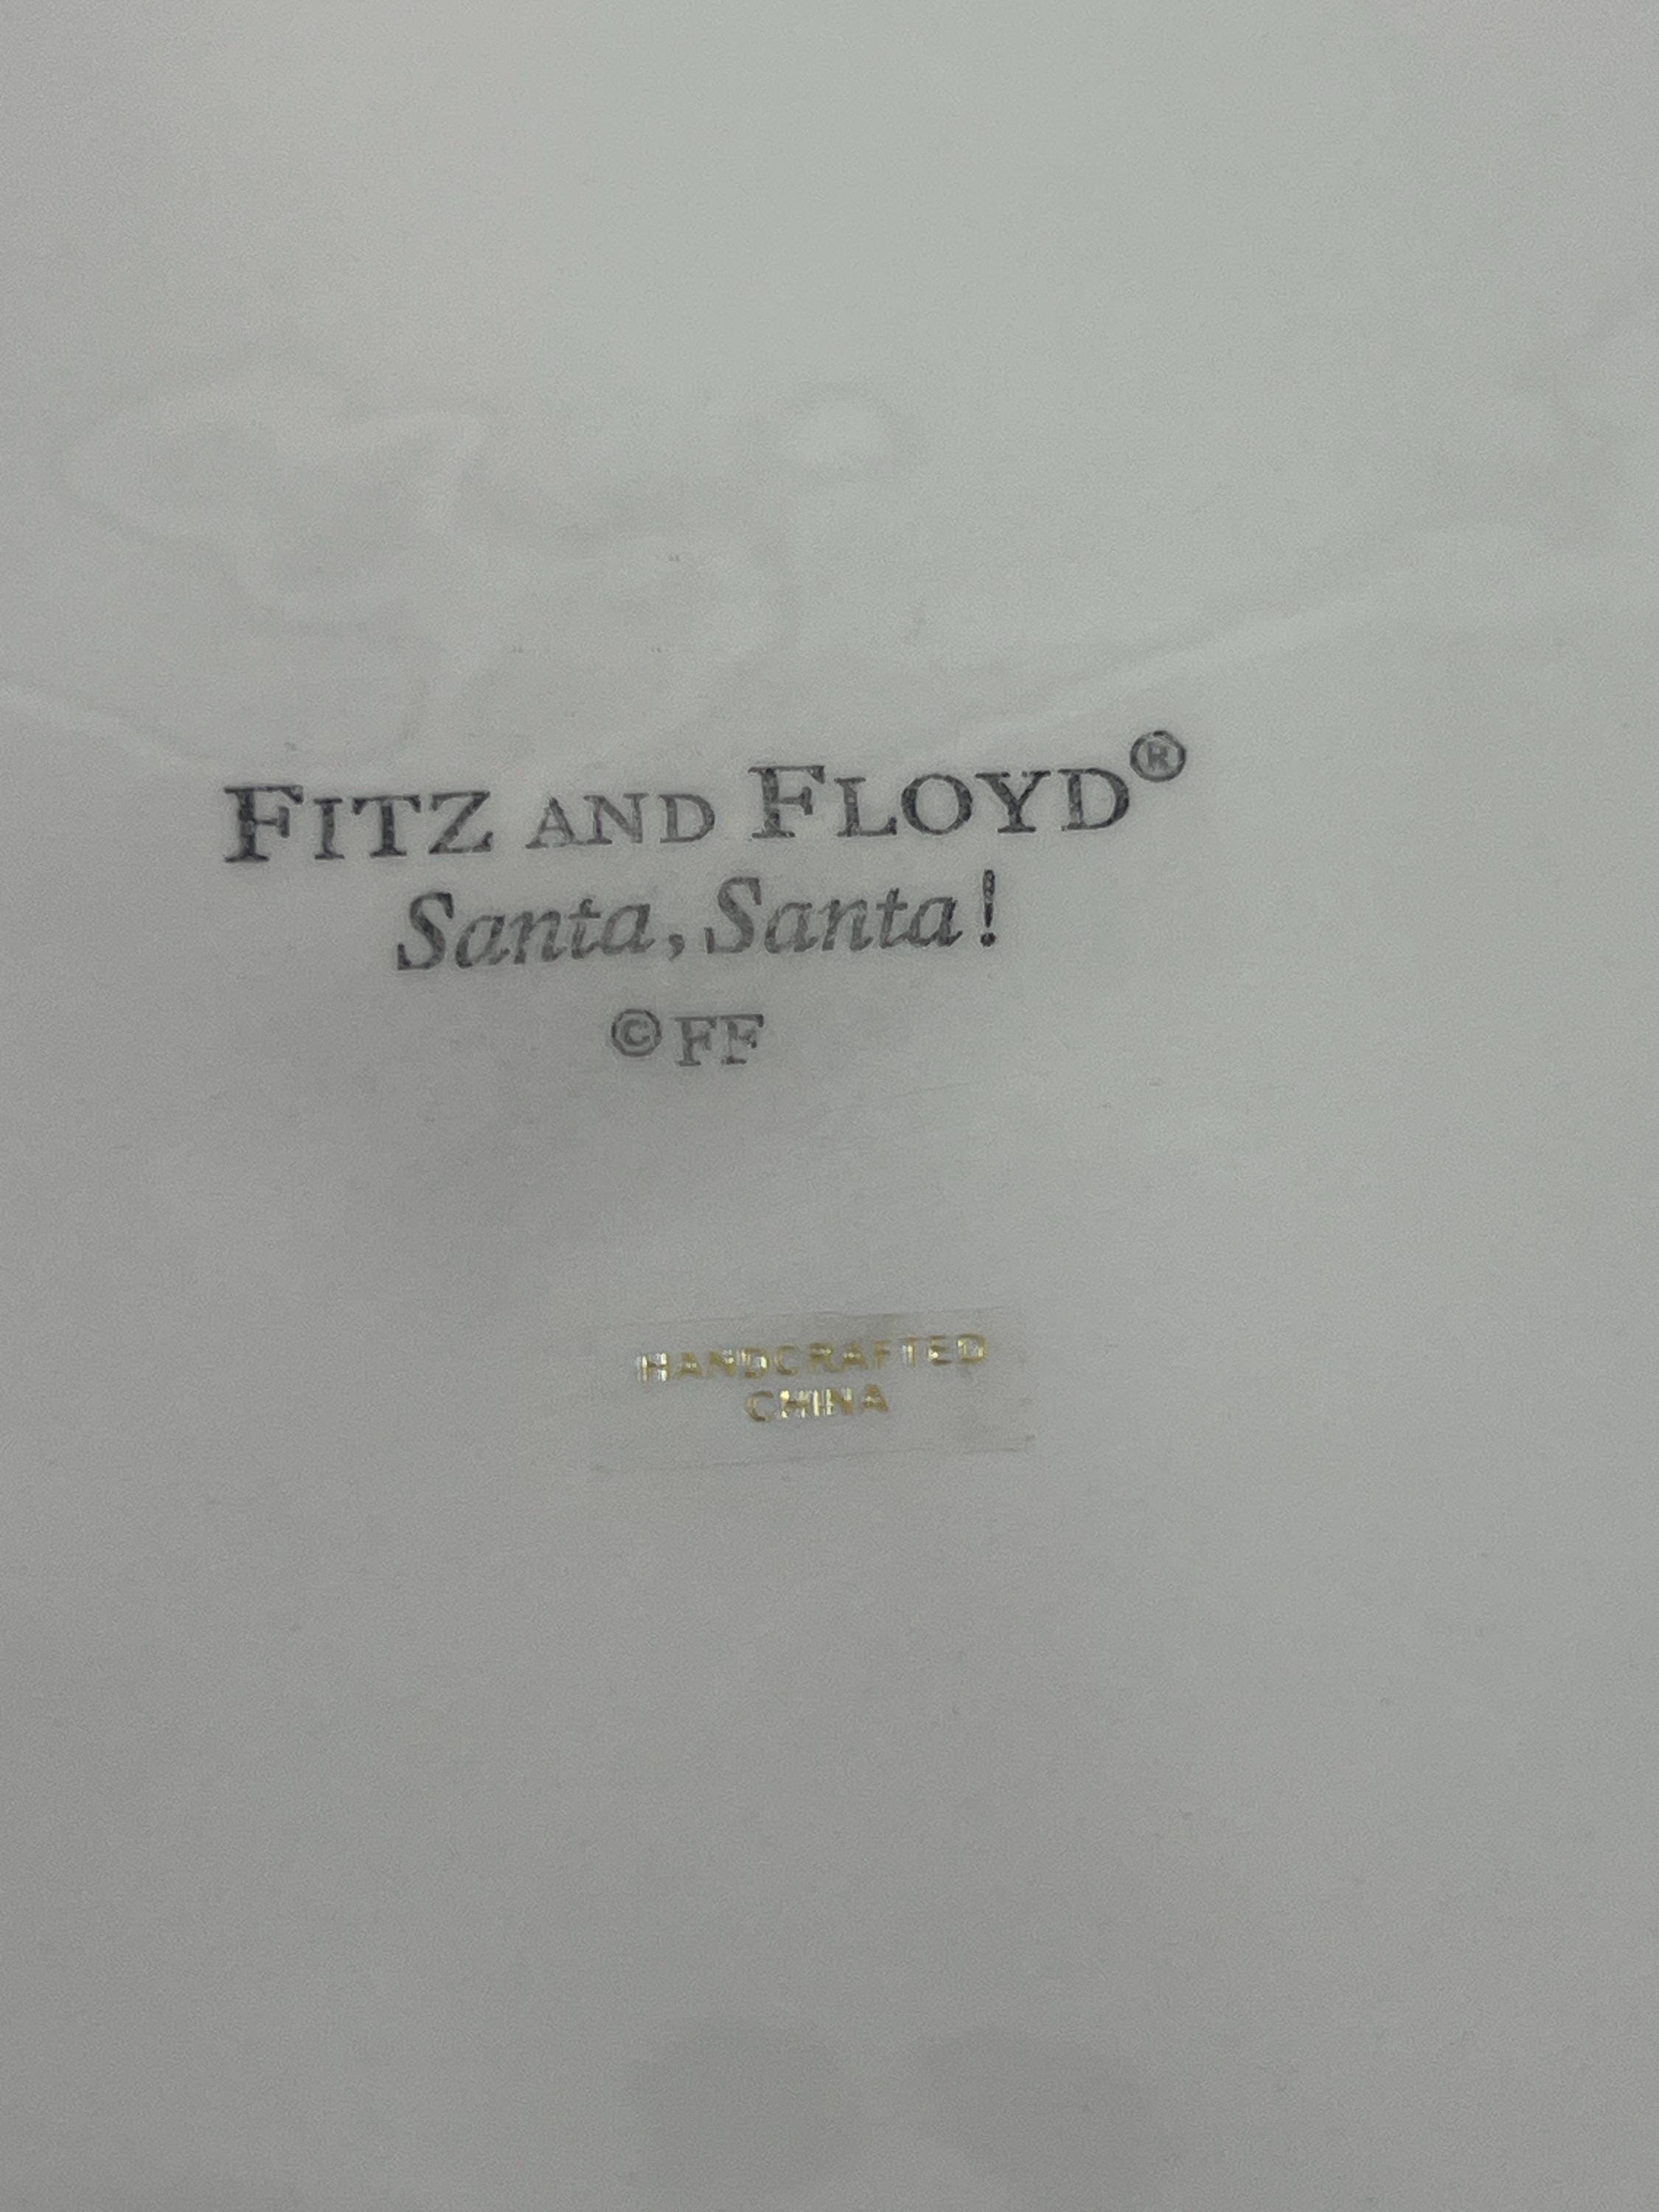 FITZ AND FLOYD®
Santa, Santa!
©FF
HANDCRAFTED
CHINA